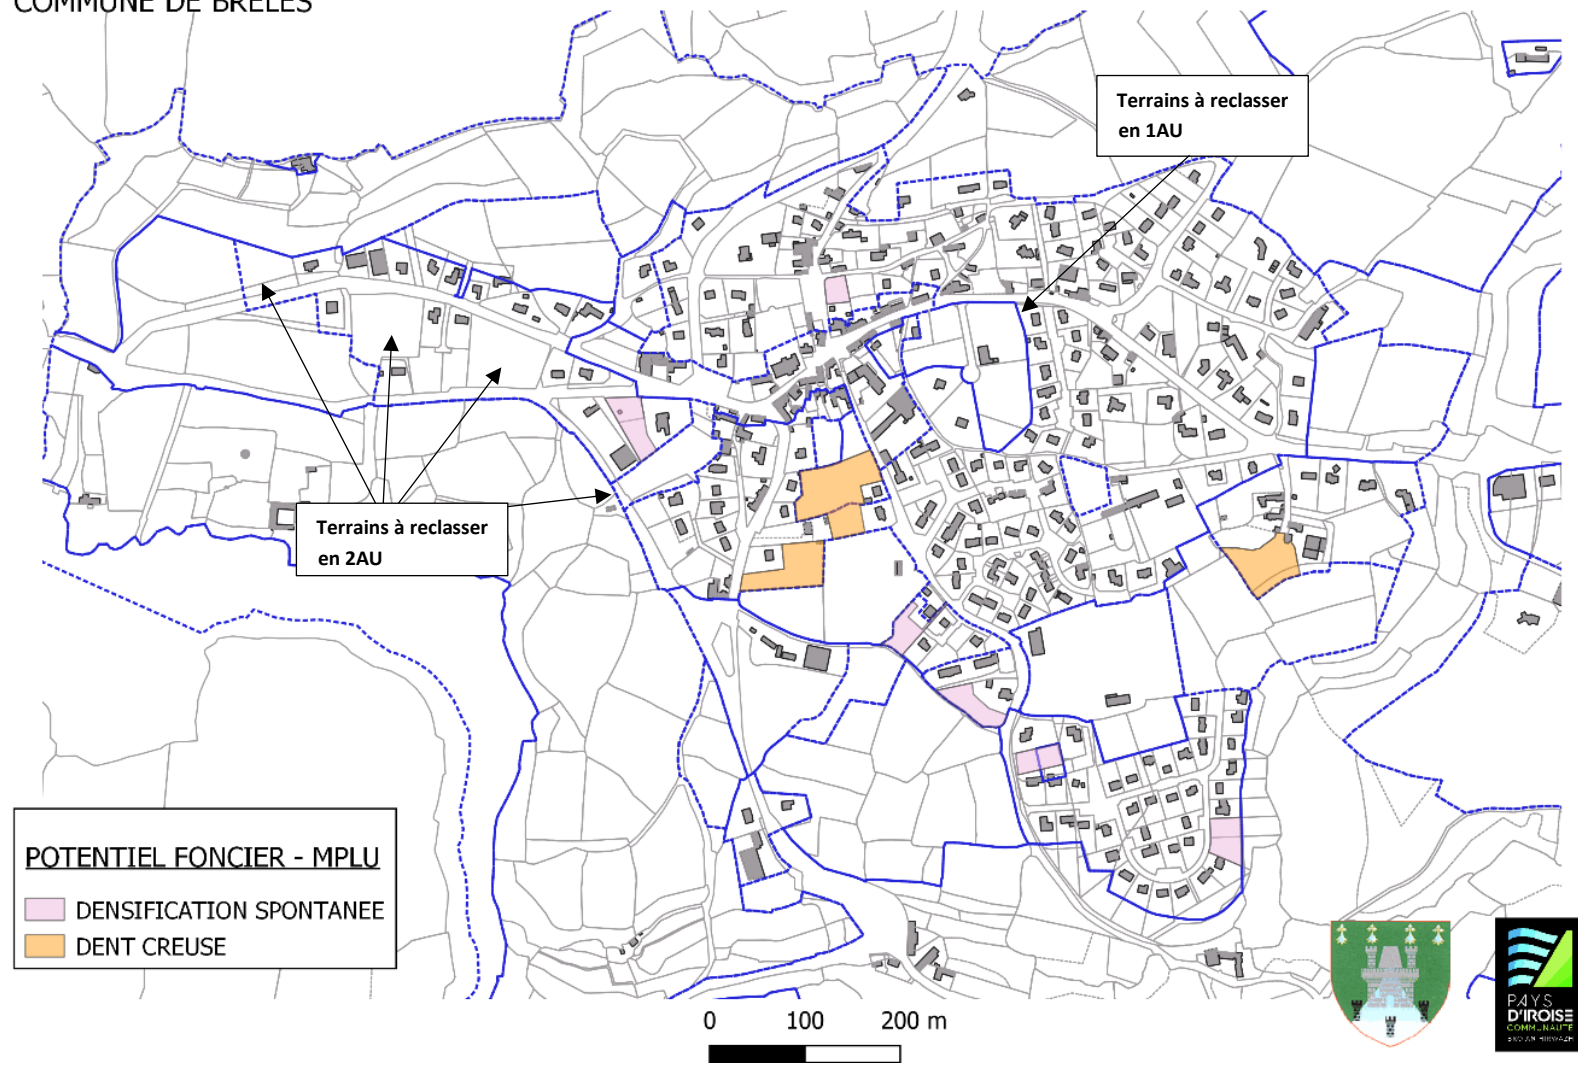 COMMUNE DE BRELES
Terrains à reclasser
en 1AU
Terrains à reclasser
en 2AU
POTENTIEL FONCIER - MPLU
DENSIFICATION SPONTANEE
DENT CREUSE
0 100 200 m
PAYS
D'IROISE
COMMUNAUTÉ